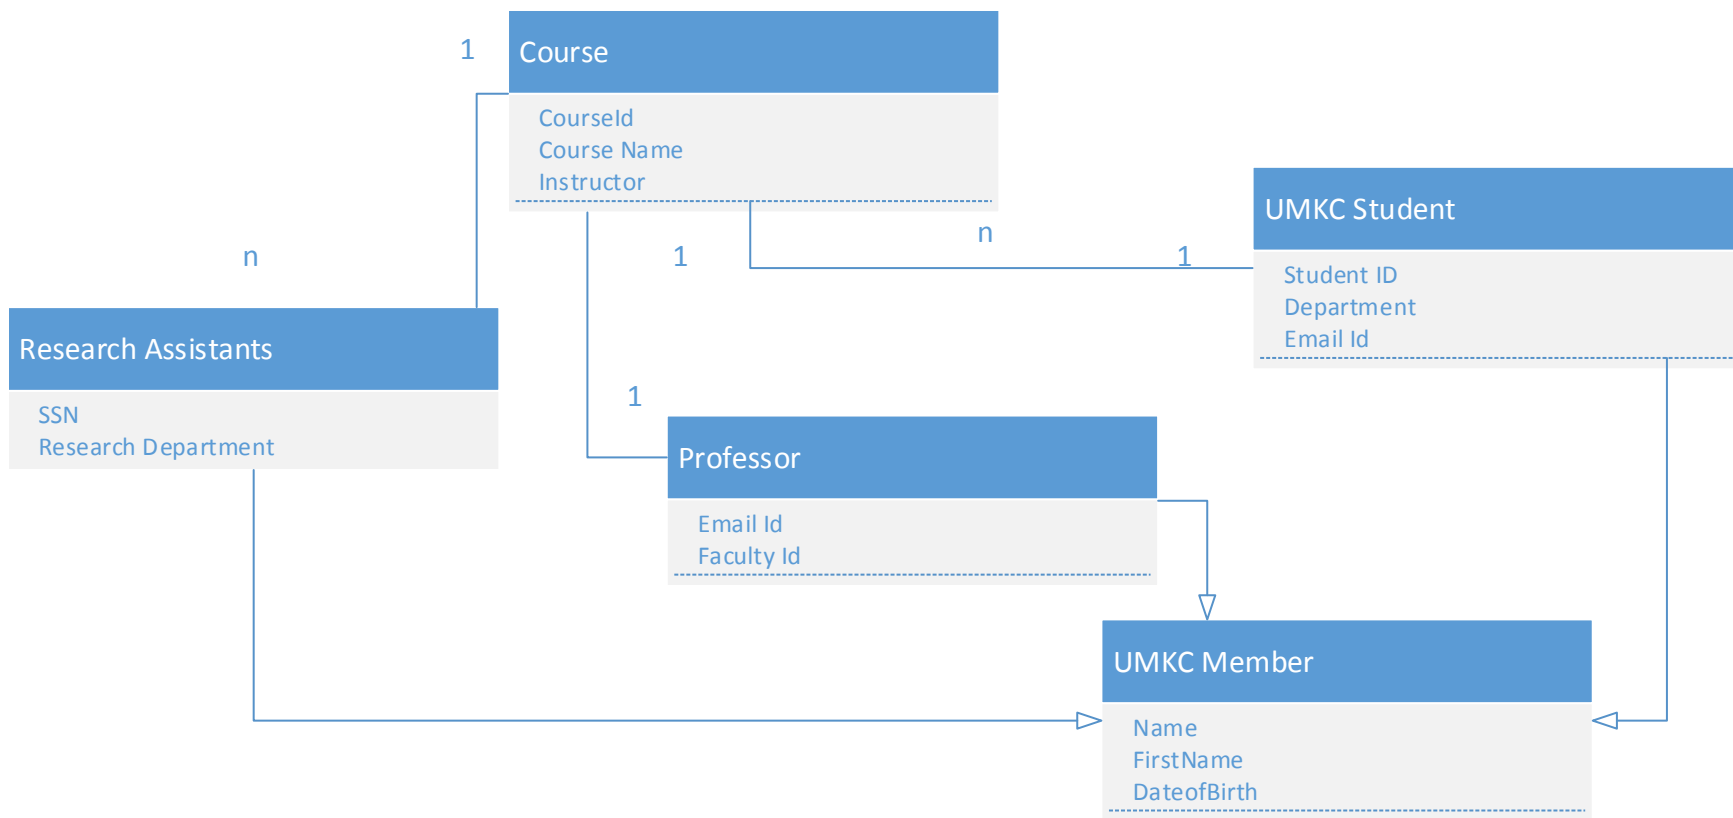 Course
1
CourseId
Course Name
Instructor
UMKC Student
Student ID
Department
Email Id
n
1
n
1
Research Assistants
SSN
Research Department
1
Professor
Email Id
Faculty Id
UMKC Member
Name
FirstName
DateofBirth